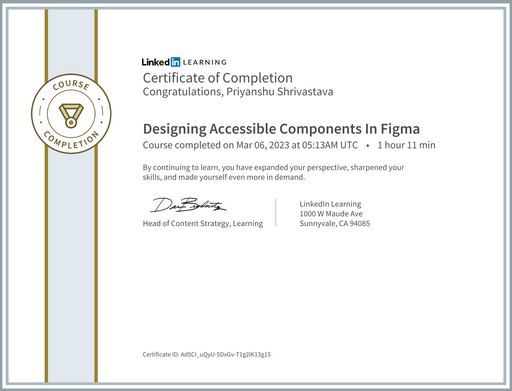 Linked in LEARNING
Certificate of Completion
Congratulations, Priyanshu Shrivastava
COURSE
COMPLETION
Designing Accessible Components In Figma
Course completed on Mar 06, 2023 at 05:13AM UTC • 1 hour 11 min
By continuing to learn, you have expanded your perspective, sharpened your
skills, and made yourself even more in demand.
Head of Content Strategy, Learning
LinkedIn Learning
1000 W Maude Ave
Sunnyvale, CA 94085
Certificate ID: AdSCI_uQyU-5DxGv-T1g2IK13g1S